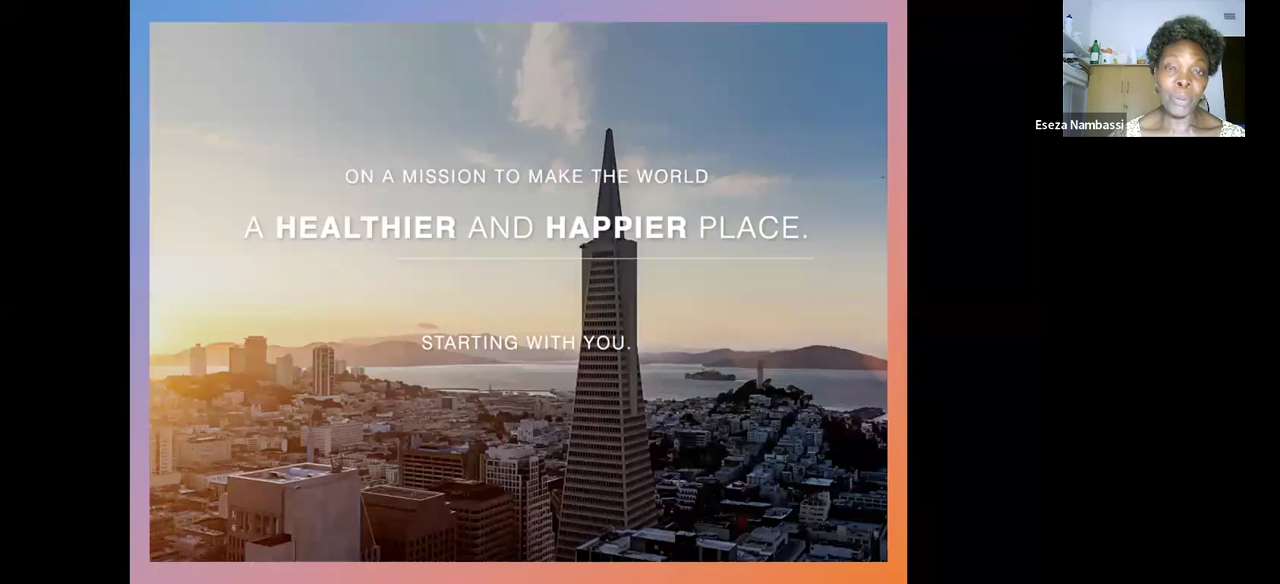 ON A MISSION TO MAKE THE WORLD
A HEALTHIER AND HAPPIER PLACE.
STARTING WITH YOU.
Eseza Nambassi